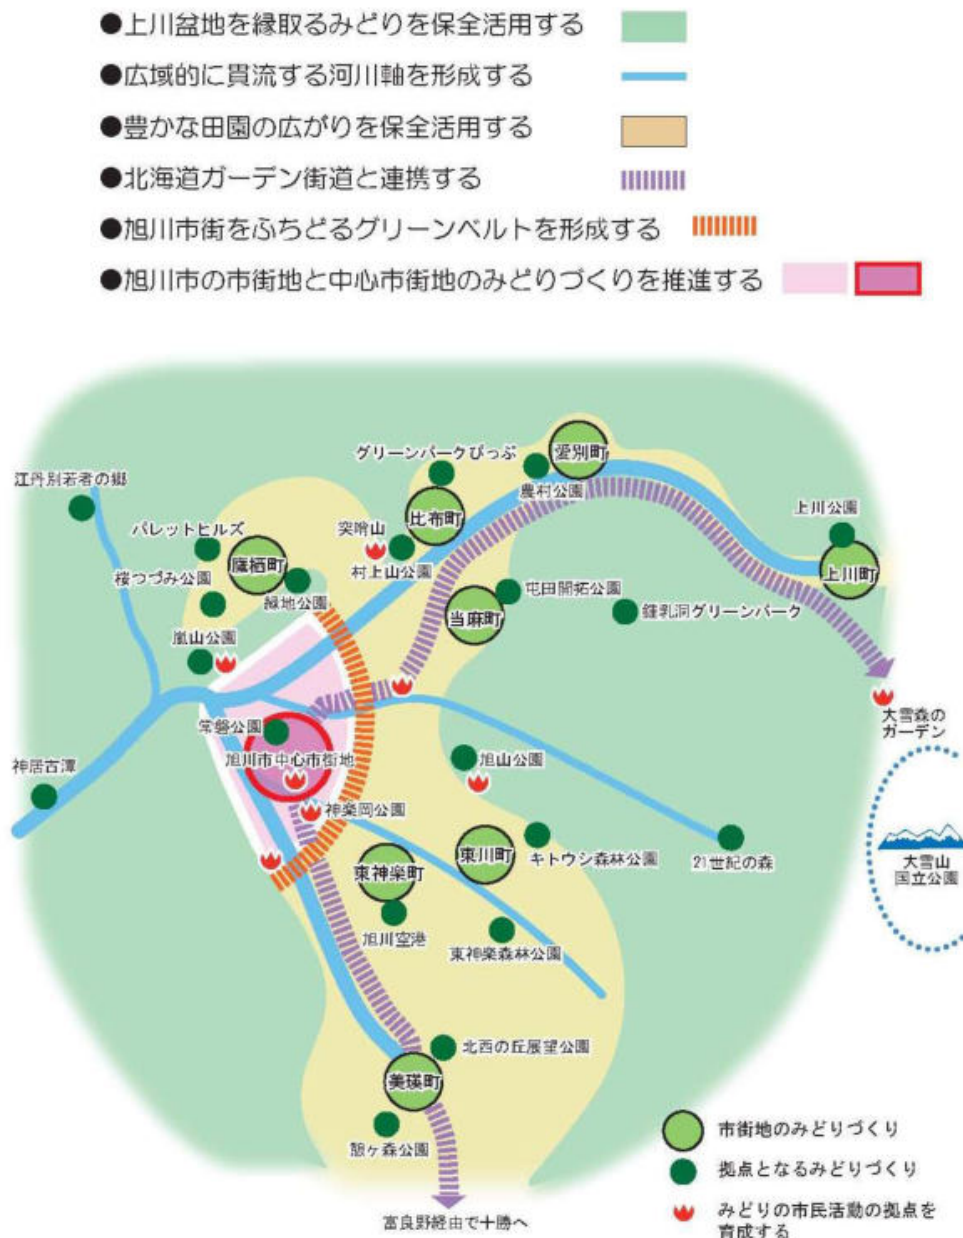 ●上川盆地を縁取るみどりを保全活用する
●広域的に貫流する河川軸を形成する
●豊かな田園の広がりを保全活用する
●北海道ガーデン街道と連携する
●旭川市街をふちどるグリーンベルトを形成する
●旭川市の市街地と中心市街地のみどりづくりを推進する
愛別町
グリーンパークぴっぷ
江丹別若者の郷
農村公園
上川公園
パレットヒルズ
突哨山
比布町
鷹栖町
村上山公園
上川町
桜つづみ公園
緑地公園
屯田開拓公園
当麻町
鍾乳洞グリーンパーク
嵐山公園
大雪森の
ガーデン
常磐公園
旭川市中心市街地
旭山公園
神居古潭
神楽岡公園
東川町
キトウシ森林公園
21世紀の森
大雪山
国立公園
東神楽町
旭川空港
東神楽森林公園
北西の丘展望公園
美瑛町
憩ヶ森公園
市街地のみどりづくり
拠点となるみどりづくり
みどりの市民活動の拠点を
育成する
富良野経由で十勝へ